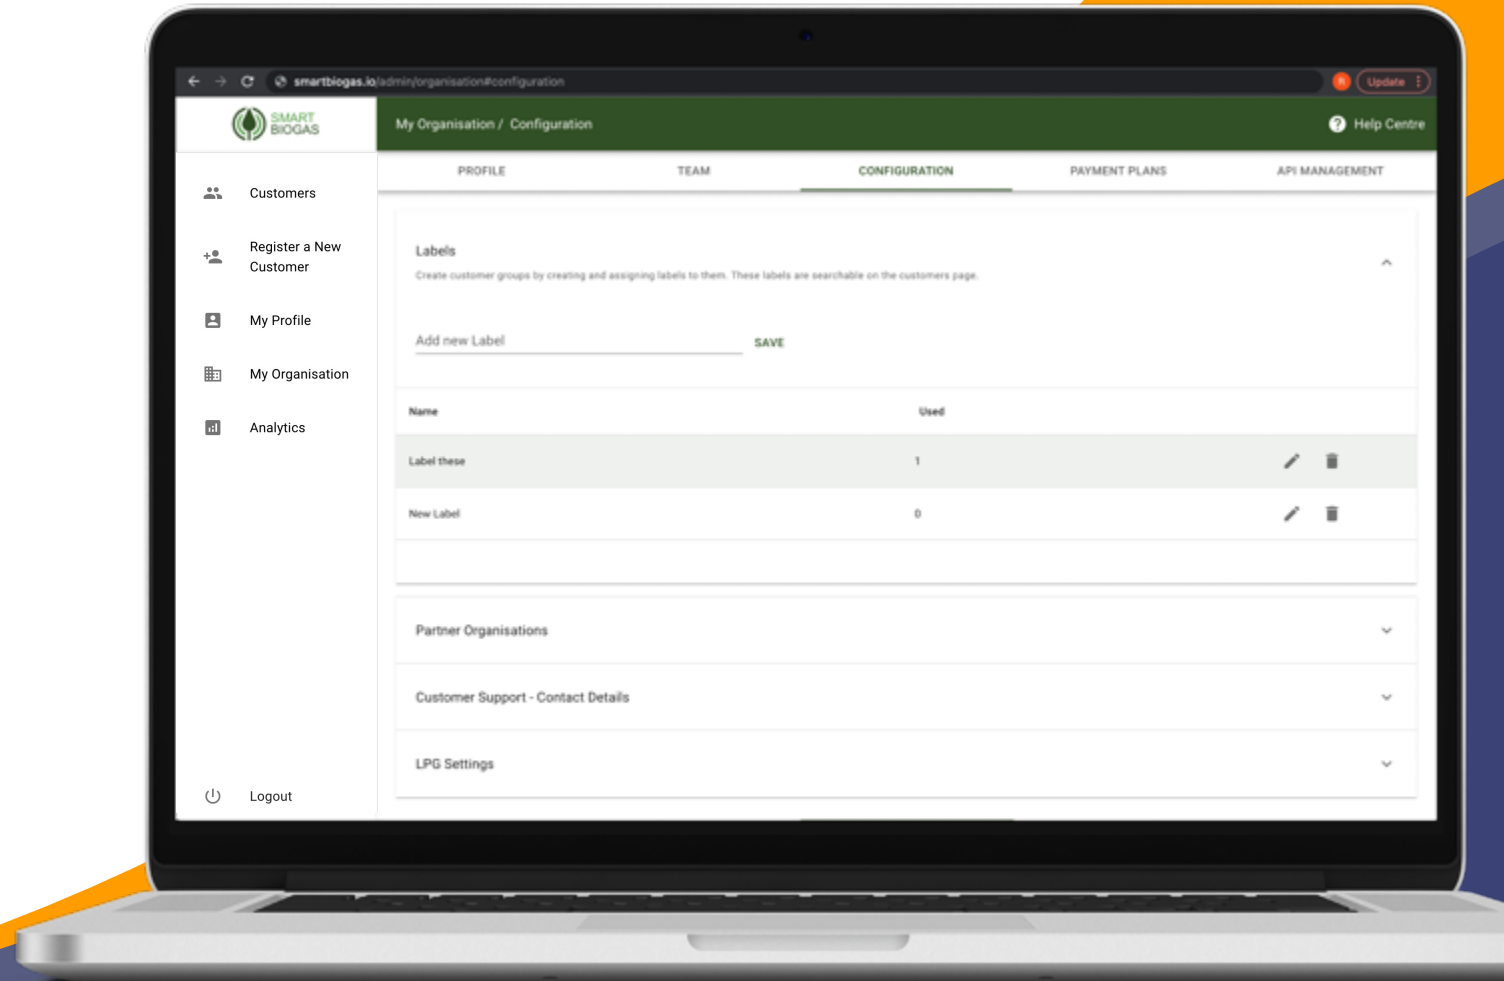 smartbiogas.io/admin/organisation#configuration
Update
SMART
BIOGAS
My Organisation / Configuration
Help Centre
PROFILE
TEAM
CONFIGURATION
PAYMENT PLANS
API MANAGEMENT
Customers
Register a New
Customer
My Profile
My Organisation
Analytics
Logout
Labels
Create customer groups by creating and assigning labels to them. These labels are searchable on the customers page.
Add new Label
SAVE
Name
Used
Label these
1
New Label
0
Partner Organisations
Customer Support - Contact Details
LPG Settings